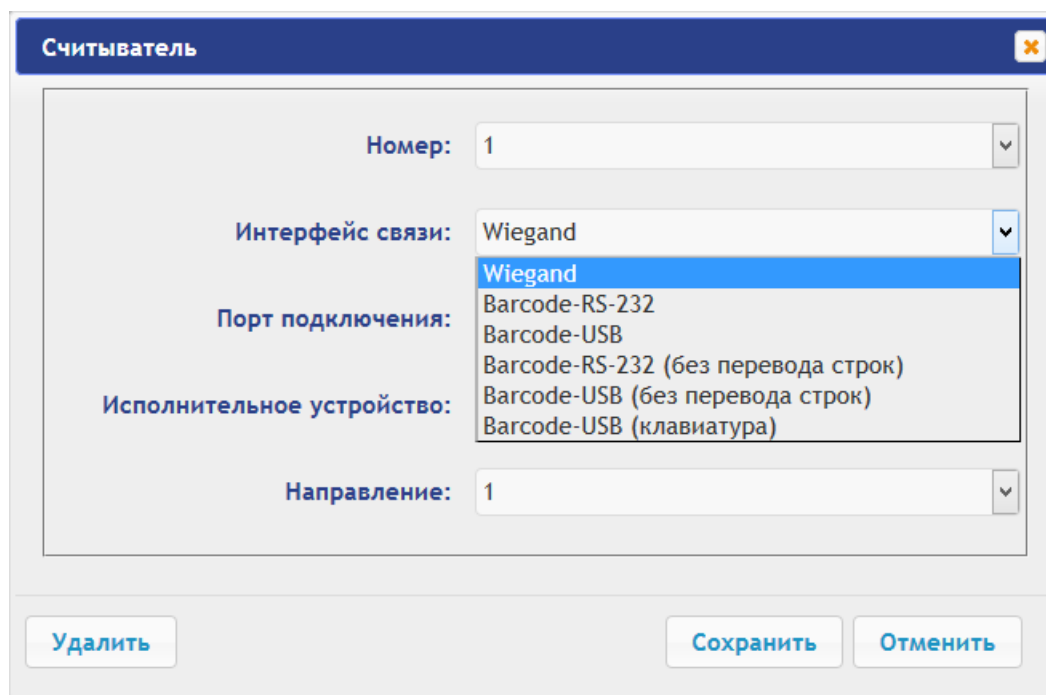 Считыватель
Номер: 1
Интерфейс связи: Wiegand
Wiegand
Barcode-RS-232
Порт подключения:
Barcode-USB
Barcode-RS-232 (без перевода строк)
Barcode-USB (без перевода строк)
Исполнительное устройство:
Barcode-USB (клавиатура)
Направление: 1
Удалить Сохранить Отменить